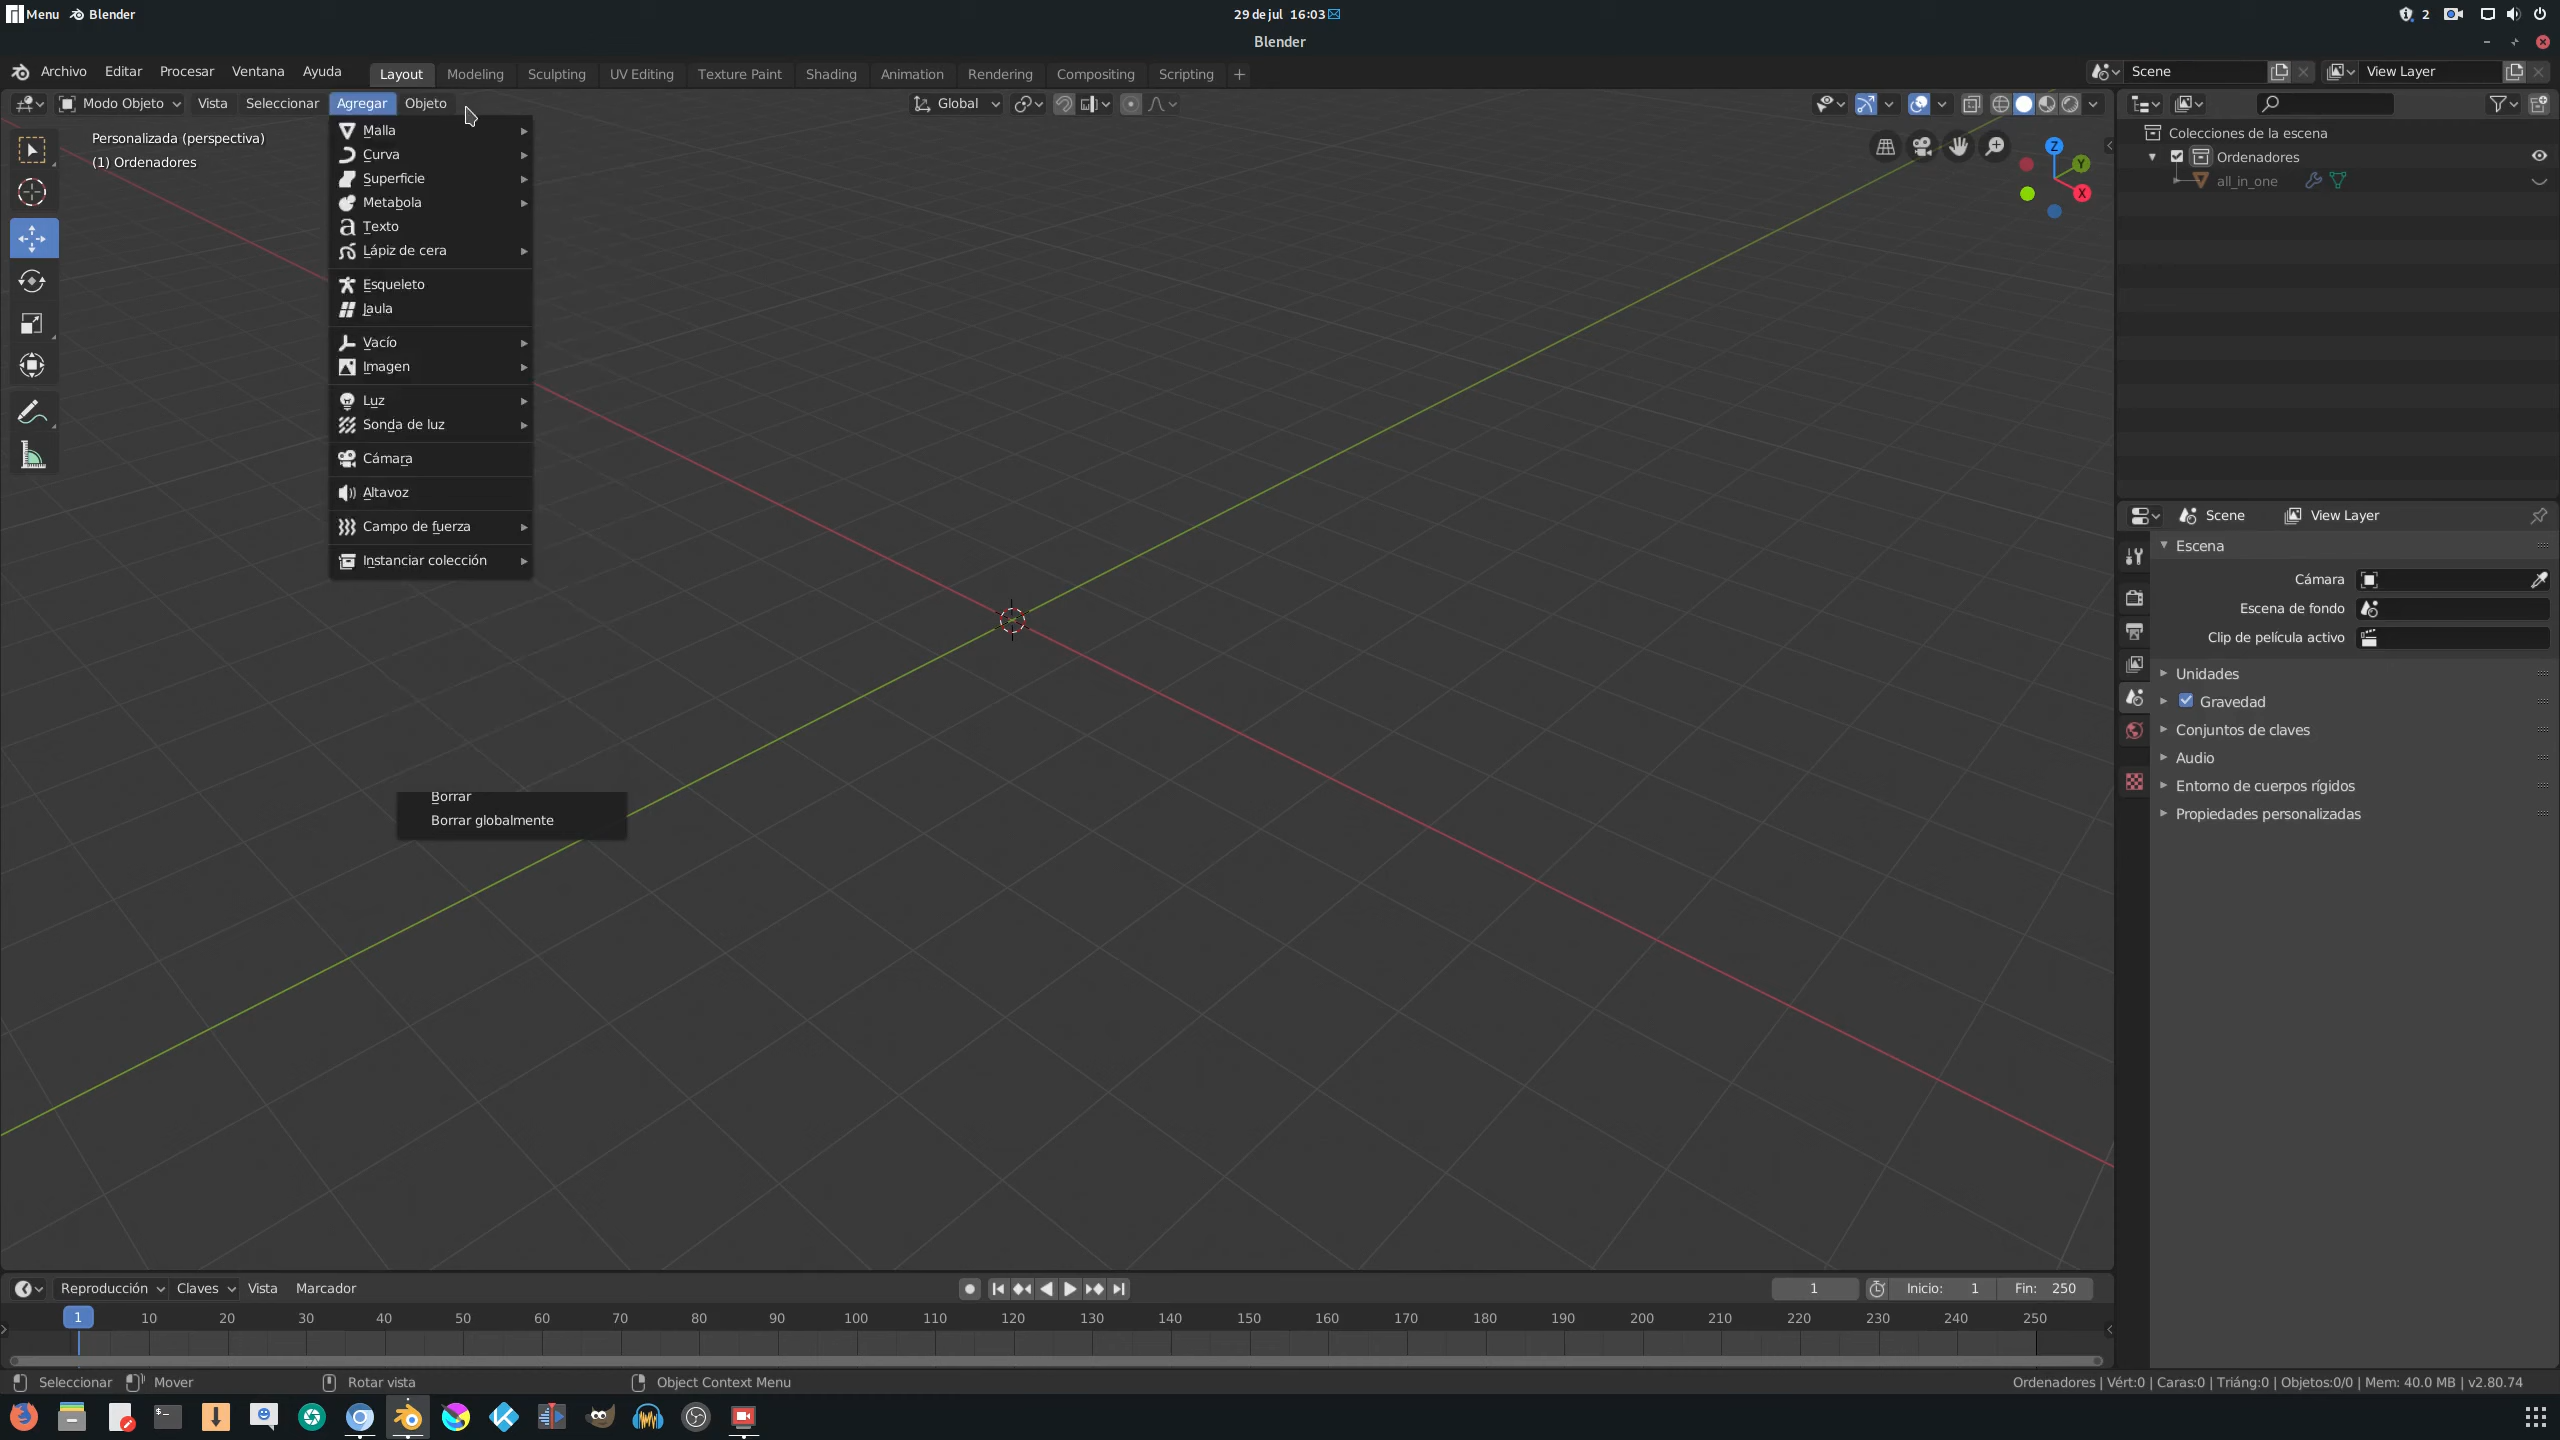 Menu Blender 29 de jul 16:03 2
Blender
Archivo Editar Procesar Ventana Ayuda Layout Modeling Sculpting UV Editing Texture Paint Shading Animation Rendering Compositing Scripting + Scene View Layer
Modo Objeto Vista Seleccionar Agregar Objeto Global
Personalizada (perspectiva)
(1) Ordenadores
Malla
Curva
Superficie
Metabola
Texto
Lápiz de cera
Esqueleto
Jaula
Vacío
Imagen
Luz
Sonda de luz
Cámara
Altavoz
Campo de fuerza
Instanciar colección
Borrar
Borrar globalmente
Z
Y
X
Colecciones de la escena
Ordenadores
all_in_one
Scene View Layer
Escena
Cámara
Escena de fondo
Clip de película activo
Unidades
Gravedad
Conjuntos de claves
Audio
Entorno de cuerpos rígidos
Propiedades personalizadas
Reproducción Claves Vista Marcador 1 Inicio: 1 Fin: 250
1 10 20 30 40 50 60 70 80 90 100 110 120 130 140 150 160 170 180 190 200 210 220 230 240 250
Seleccionar Mover Rotar vista Object Context Menu Ordenadores | Vért:0 | Caras:0 | Triáng:0 | Objetos:0/0 | Mem: 40.0 MB | v2.80.74